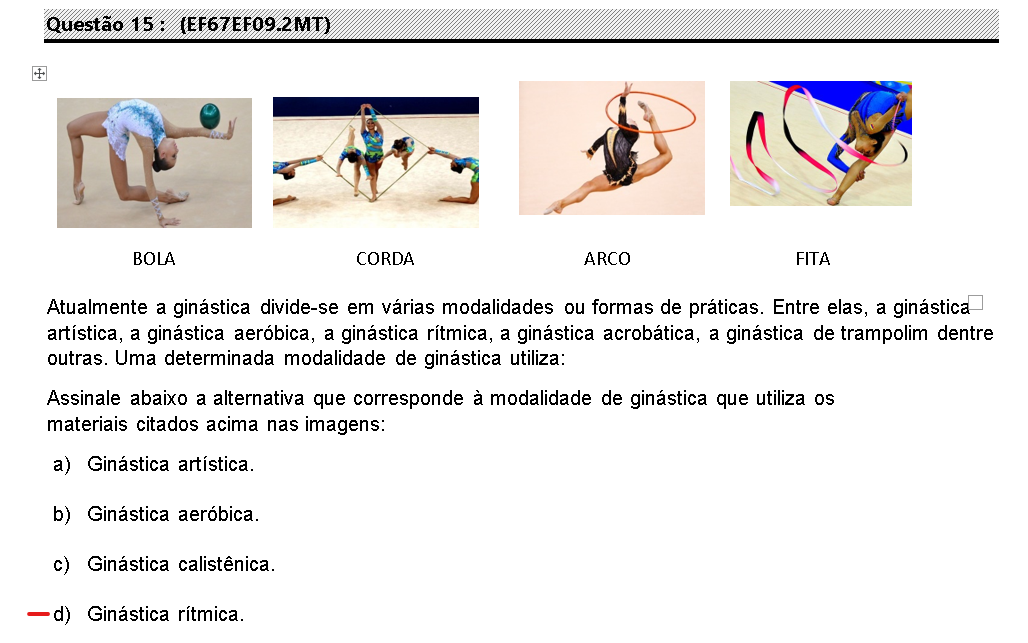 Questão 15 : (EF67EF09.2MT)
BOLA CORDA ARCO FITA
Atualmente a ginástica divide-se em várias modalidades ou formas de práticas. Entre elas, a ginástica
artística, a ginástica aeróbica, a ginástica rítmica, a ginástica acrobática, a ginástica de trampolim dentre
outras. Uma determinada modalidade de ginástica utiliza:
Assinale abaixo a alternativa que corresponde à modalidade de ginástica que utiliza os
materiais citados acima nas imagens:
a) Ginástica artística.
b) Ginástica aeróbica.
c) Ginástica calistênica.
d) Ginástica rítmica.